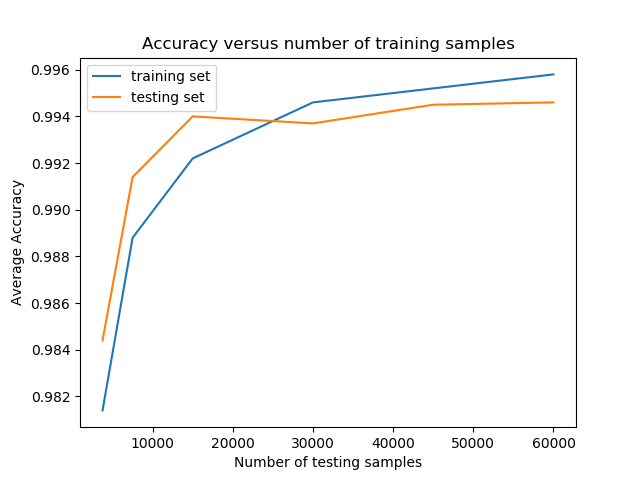 Accuracy versus number of training samples
training set
testing set
0.996
0.994
0.992
0.990
0.988
0.986
0.984
0.982
Average Accuracy
10000 20000 30000 40000 50000 60000
Number of testing samples